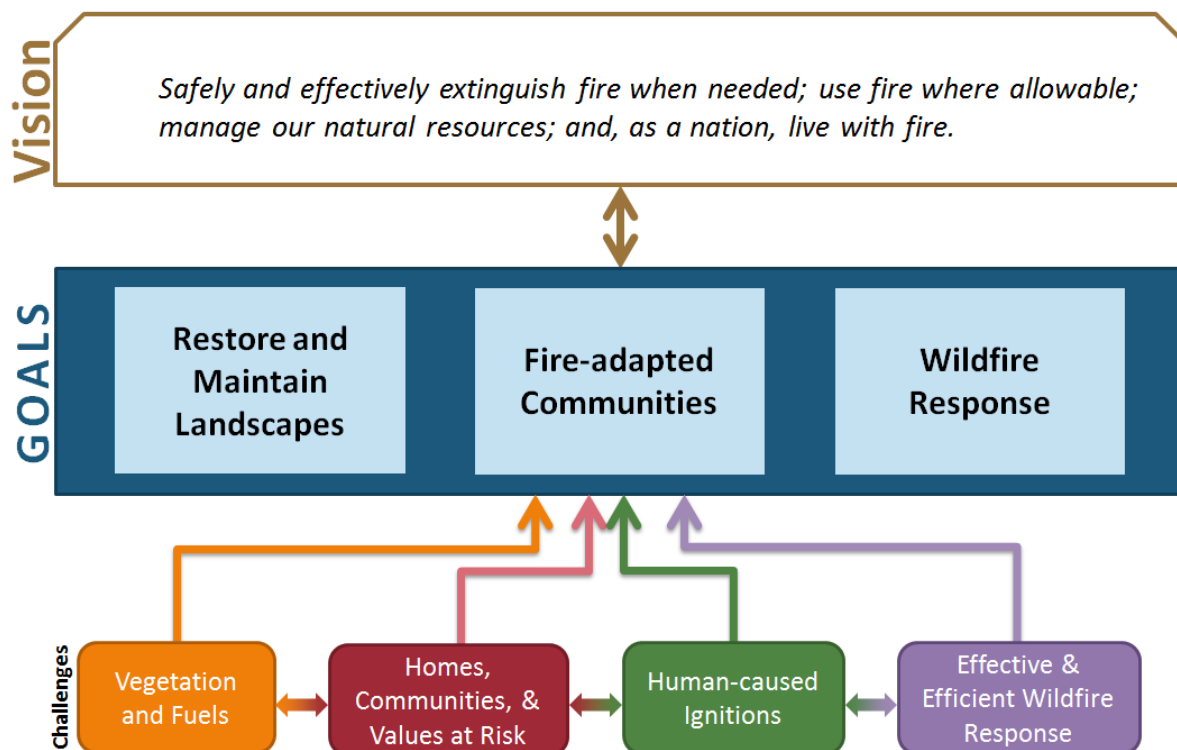 Vision
Safely and effectively extinguish fire when needed; use fire where allowable;
manage our natural resources; and, as a nation, live with fire.
GOALS
Restore and
Maintain
Landscapes
Fire-adapted
Communities
Wildfire
Response
Challenges
Vegetation
and Fuels
Homes,
Communities, &
Values at Risk
Human-caused
Ignitions
Effective &
Efficient Wildfire
Response